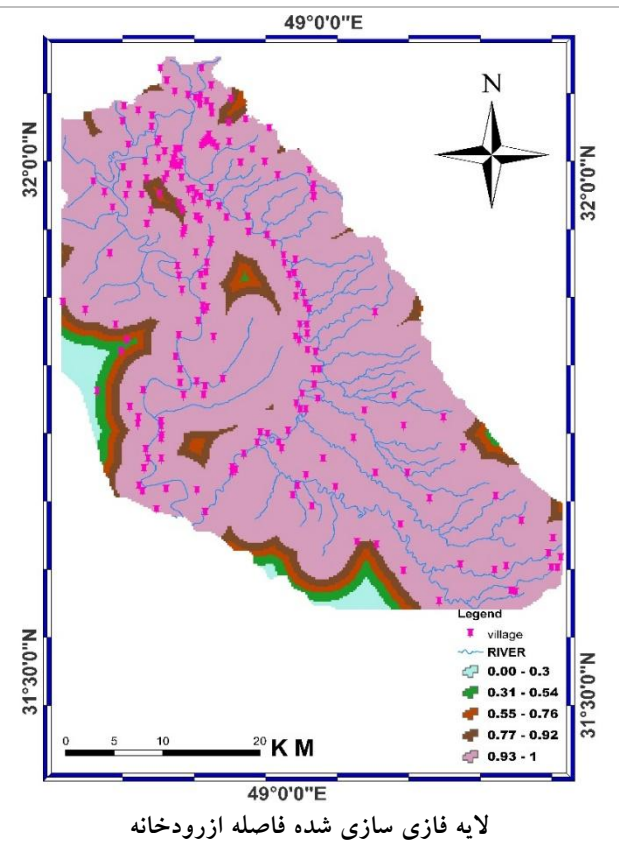 49°0'0"E
N
32°0'0"N
32°0'0"N
31°30'0"N
31°30'0"N
Legend
village
RIVER
0.00 - 0.3
0.31 - 0.54
0.55 - 0.76
0.77 - 0.92
0.93 - 1
0 5 10 20 KM
49°0'0"E
لایه فازی سازی شده فاصله ازرودخانه